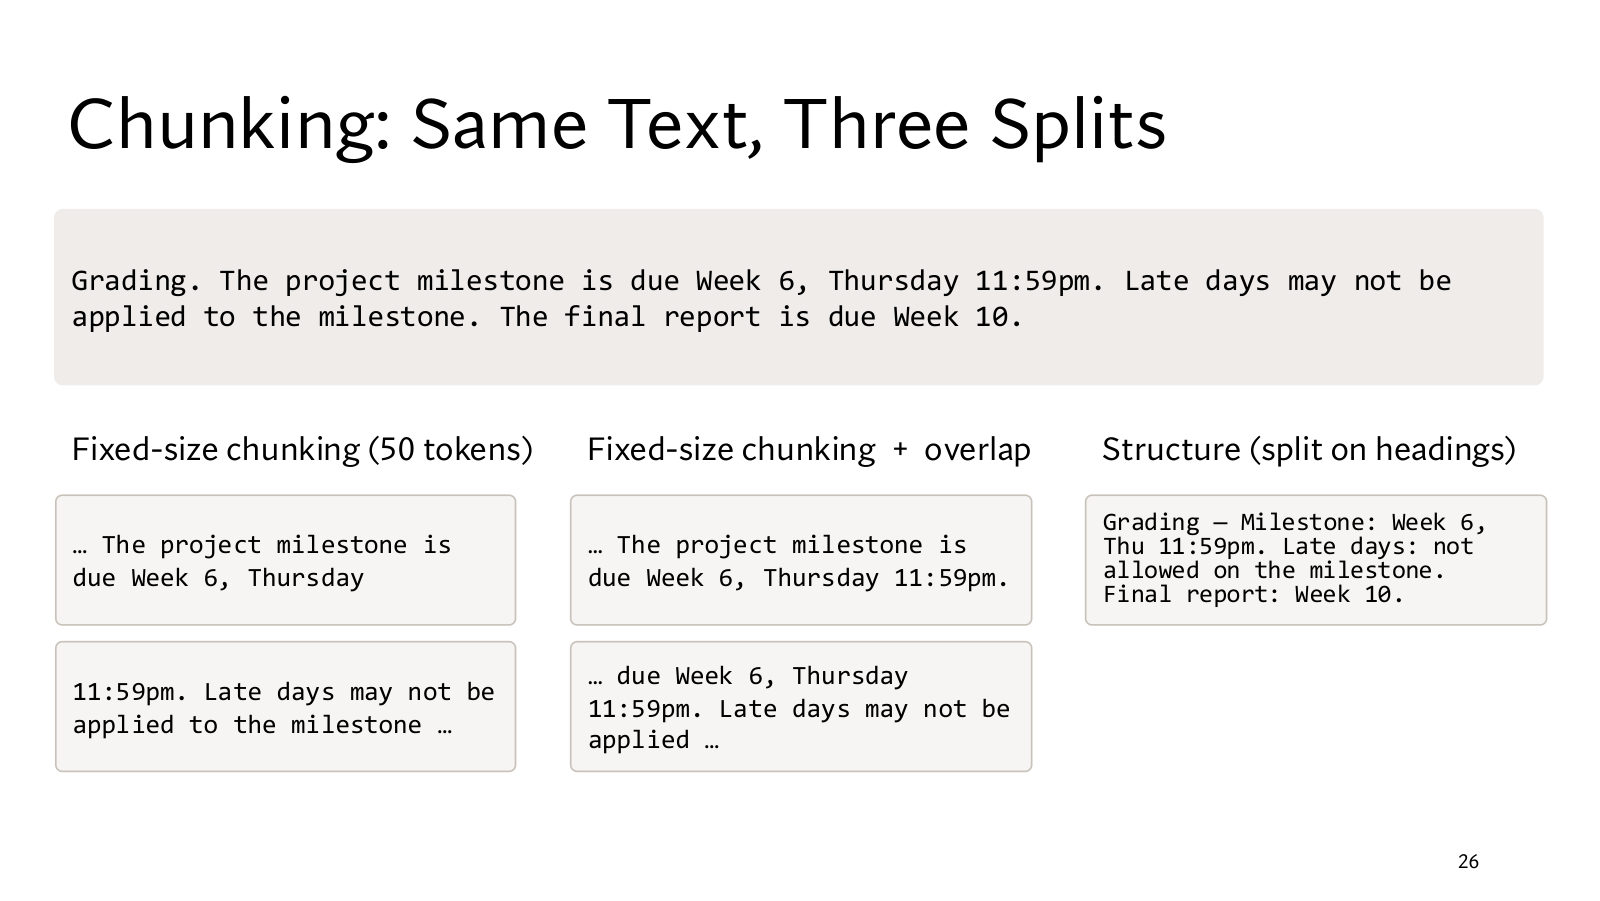 Chunking: Same Text, Three Splits
Grading. The project milestone is due Week 6, Thursday 11:59pm. Late days may not be
applied to the milestone. The final report is due Week 10.
Fixed-size chunking (50 tokens)
… The project milestone is
due Week 6, Thursday
11:59pm. Late days may not be
applied to the milestone …
Fixed-size chunking + overlap
… The project milestone is
due Week 6, Thursday 11:59pm.
… due Week 6, Thursday
11:59pm. Late days may not be
applied …
Structure (split on headings)
Grading — Milestone: Week 6,
Thu 11:59pm. Late days: not
allowed on the milestone.
Final report: Week 10.
26